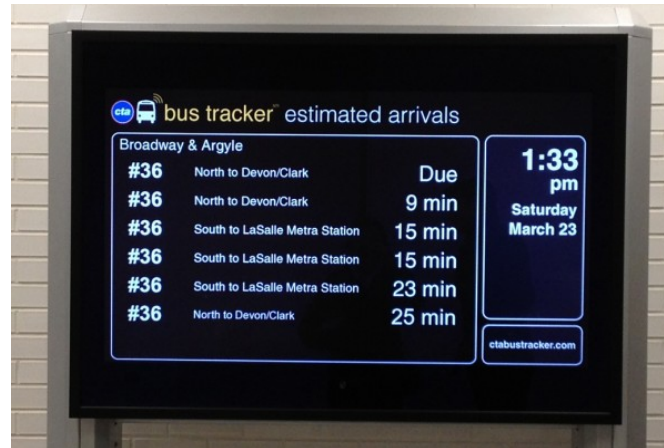 cta bus tracker℠ estimated arrivals
Broadway & Argyle
#36 North to Devon/Clark Due
#36 North to Devon/Clark 9 min
#36 South to LaSalle Metra Station 15 min
#36 South to LaSalle Metra Station 15 min
#36 South to LaSalle Metra Station 23 min
#36 North to Devon/Clark 25 min
1:33
pm
Saturday
March 23
ctabustracker.com